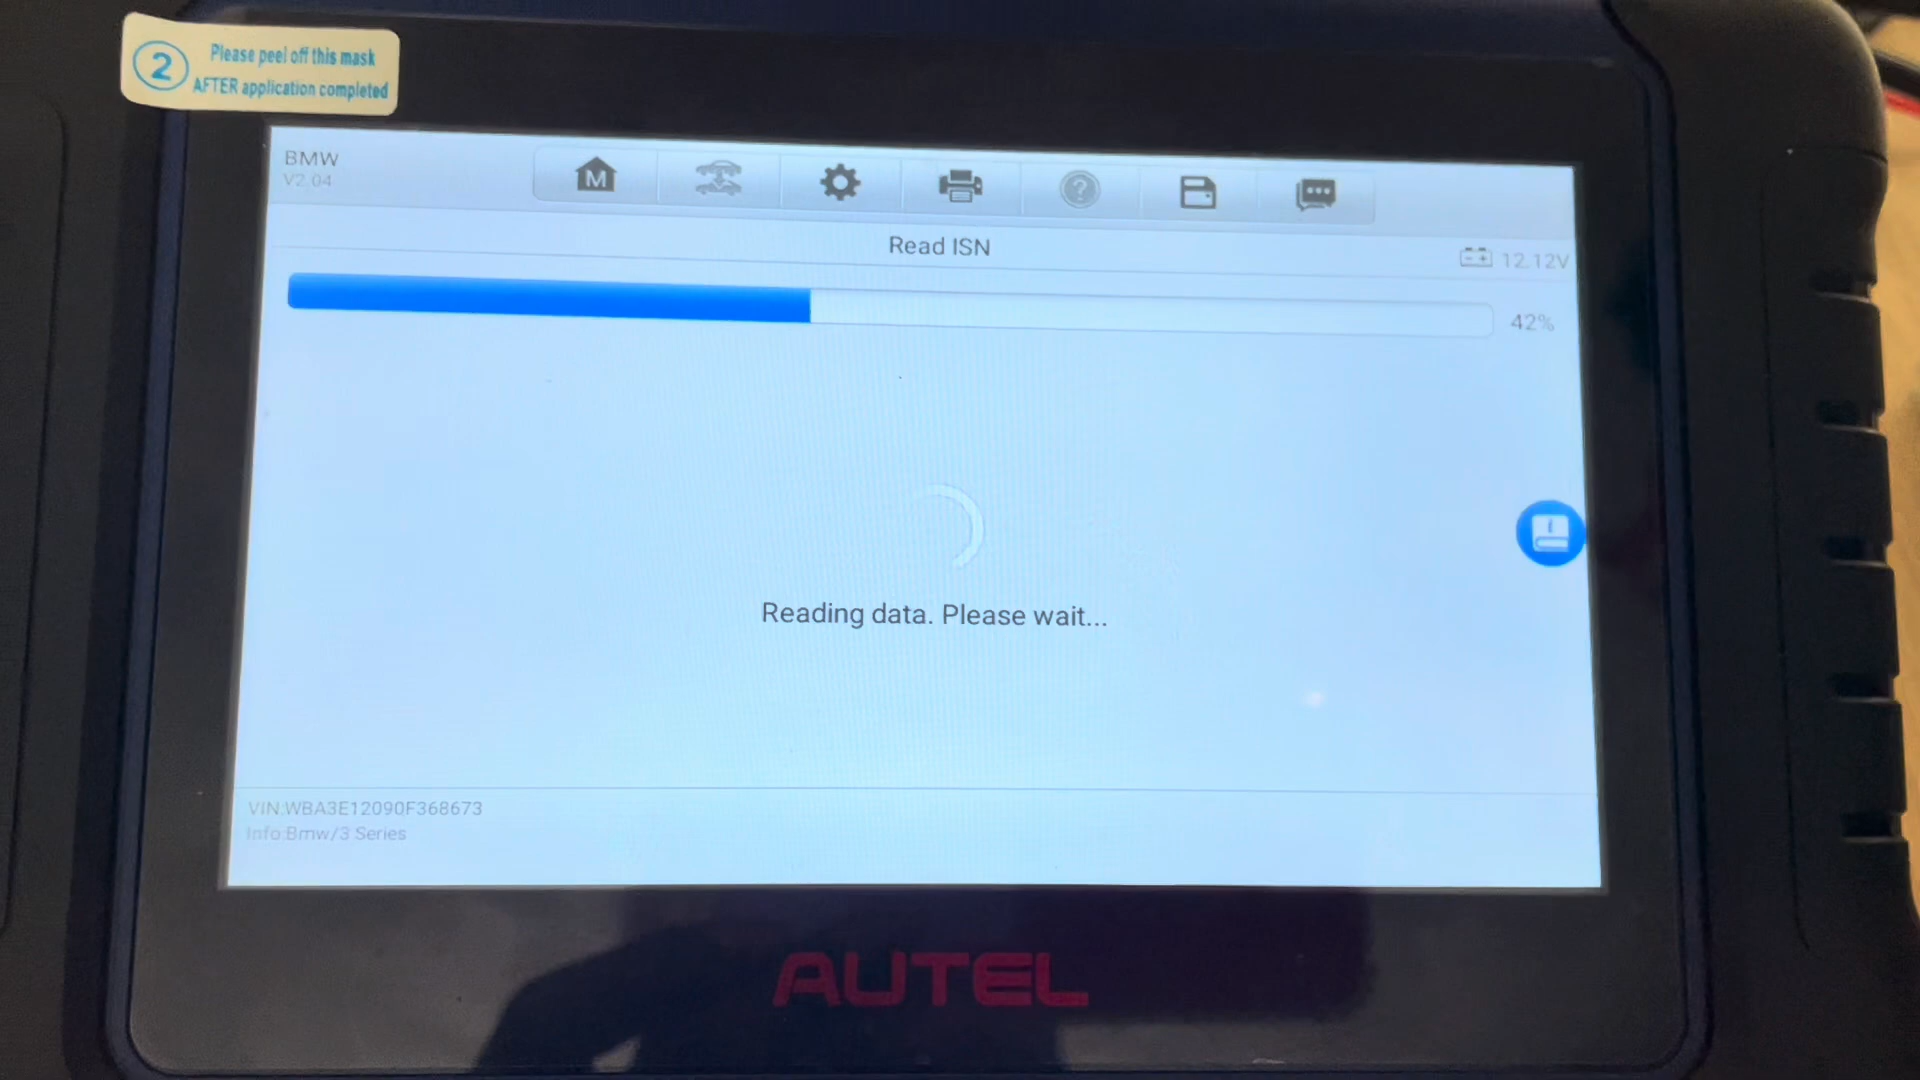 2
Please peel off this mask
AFTER application completed
BMW
V2.04
M
?
Read ISN
12.12V
42%
i
Reading data. Please wait...
VIN:WBA3E12090F368673
Info:Bmw/3 Series
AUTEL